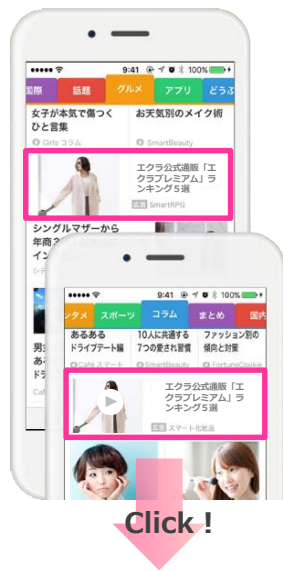 9:41
100%
国際
話題
グルメ
アプリ
どうぶ
女子が本気で傷つく
ひと言集
Girls コラム
お天気別のメイク術
SmartBeauty
エクラ公式通販「エ
クラプレミアム」ラ
ンキング５選
広告 SmartRPG
シングルマザーから
年商
イン
シテ
男
あ
ドラ
Caf
9:41
100%
ンタメ
スポーツ
コラム
まとめ
国内
あるある
ドライブデート編
Cafe スマート
10人に共通する
7つの愛され習慣
SmartBeauty
ファッション別の
傾向と対策
FortuneCookie
エクラ公式通販「エ
クラプレミアム」ラ
ンキング５選
広告 スマート化粧品
Click！